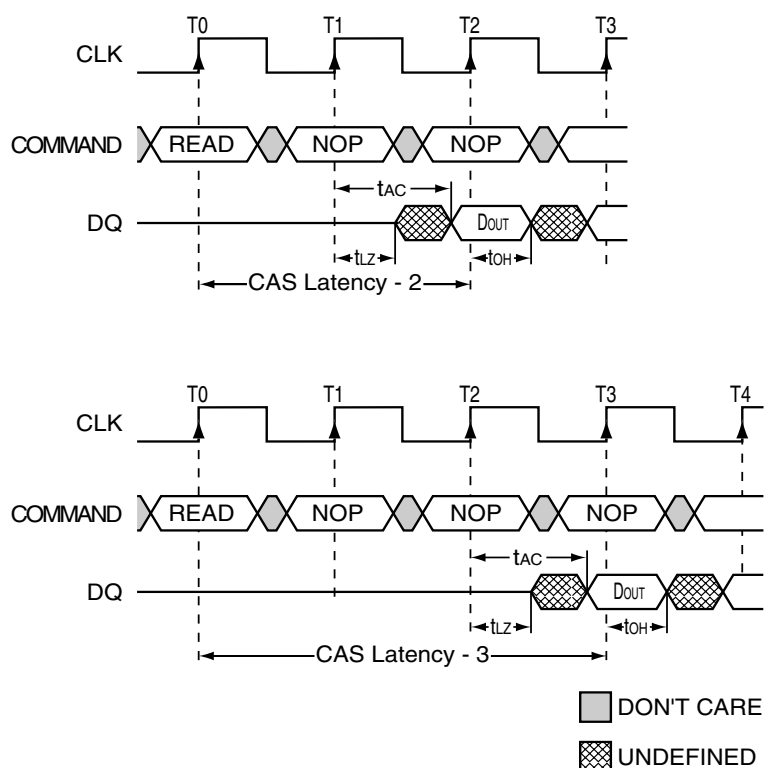 T0 T1 T2 T3
CLK
COMMAND READ NOP NOP
tAC
DQ DOUT
tLZ tOH
CAS Latency - 2
T0 T1 T2 T3 T4
CLK
COMMAND READ NOP NOP NOP
tAC
DQ DOUT
tLZ tOH
CAS Latency - 3
DON'T CARE
UNDEFINED